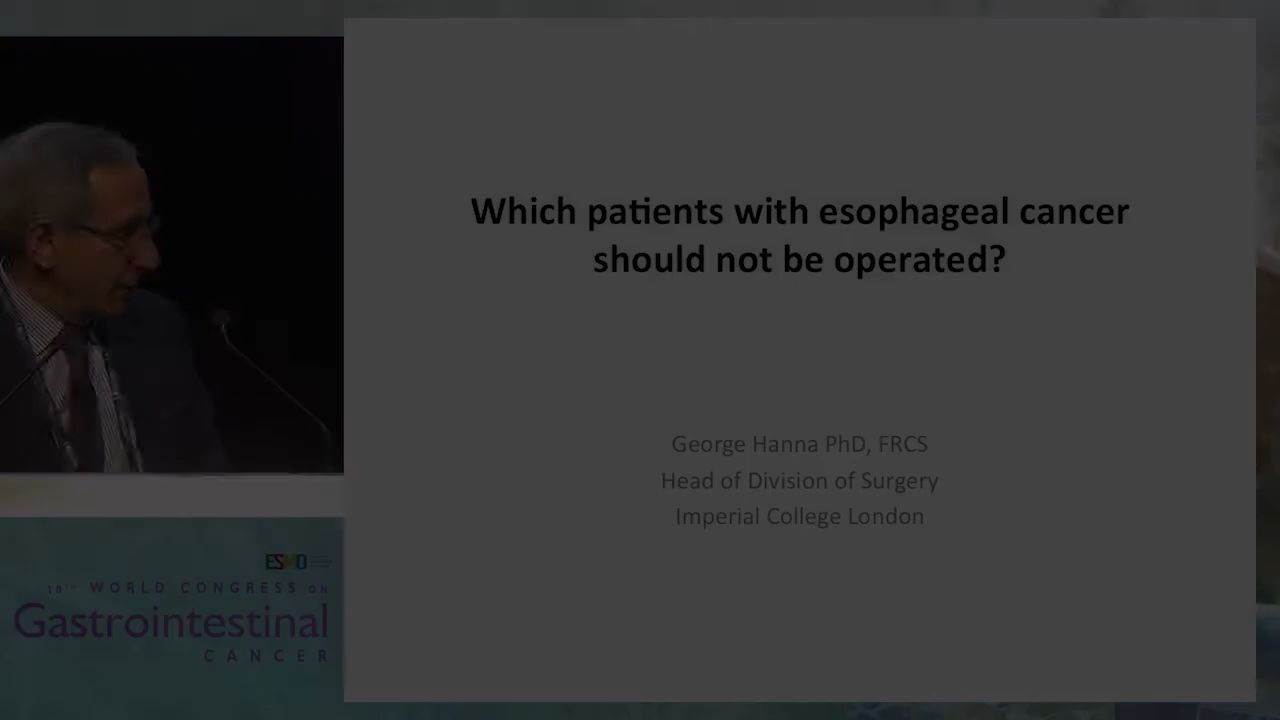 Which patients with esophageal cancer
should not be operated?
George Hanna PhD, FRCS
Head of Division of Surgery
Imperial College London
ESMO
18TH WORLD CONGRESS ON
Gastrointestinal
CANCER